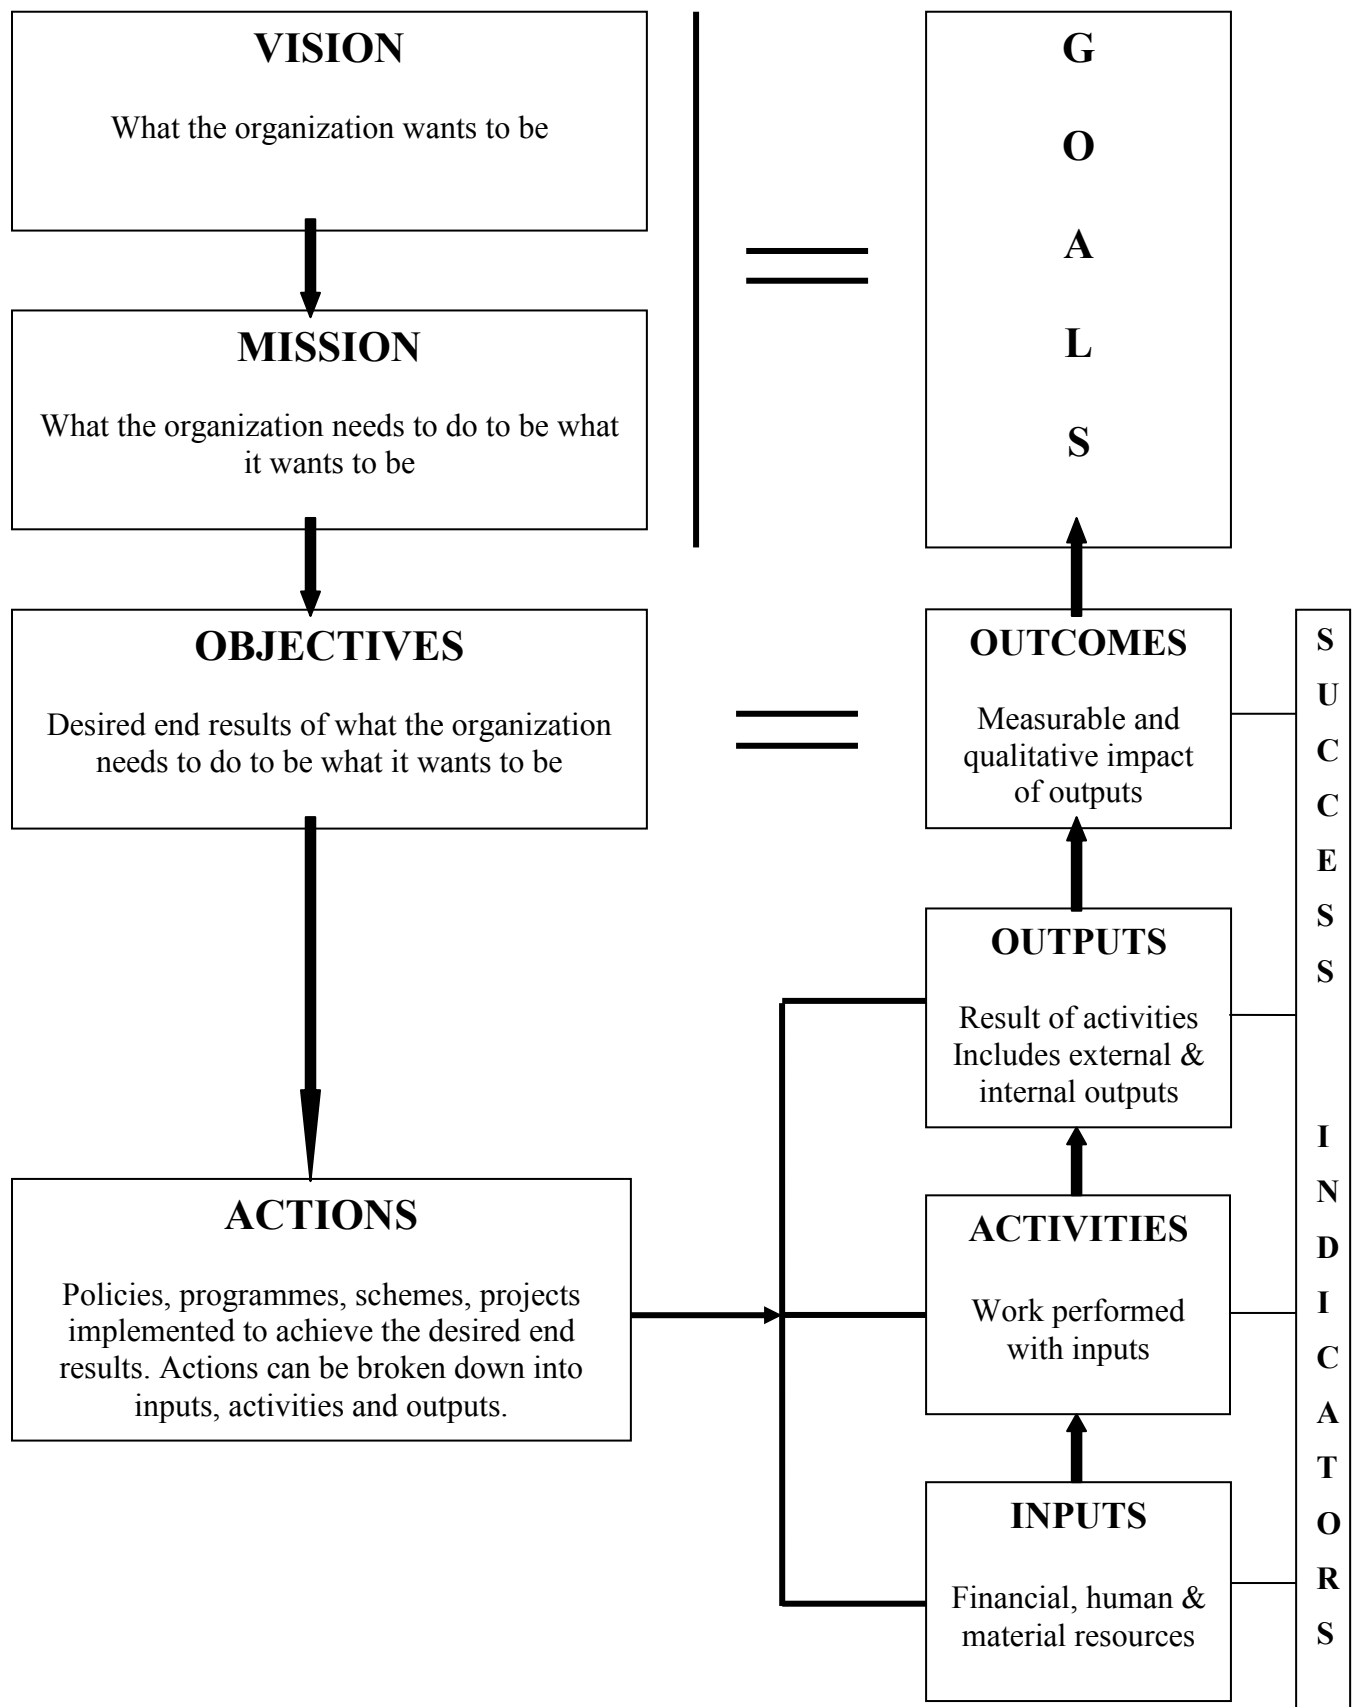 VISION
What the organization wants to be
MISSION
What the organization needs to do to be what
it wants to be
OBJECTIVES
Desired end results of what the organization
needs to do to be what it wants to be
ACTIONS
Policies, programmes, schemes, projects
implemented to achieve the desired end
results. Actions can be broken down into
inputs, activities and outputs.
G
O
A
L
S
OUTCOMES
Measurable and
qualitative impact
of outputs
OUTPUTS
Result of activities
Includes external &
internal outputs
ACTIVITIES
Work performed
with inputs
INPUTS
Financial, human &
material resources
S
U
C
C
E
S
S
I
N
D
I
C
A
T
O
R
S